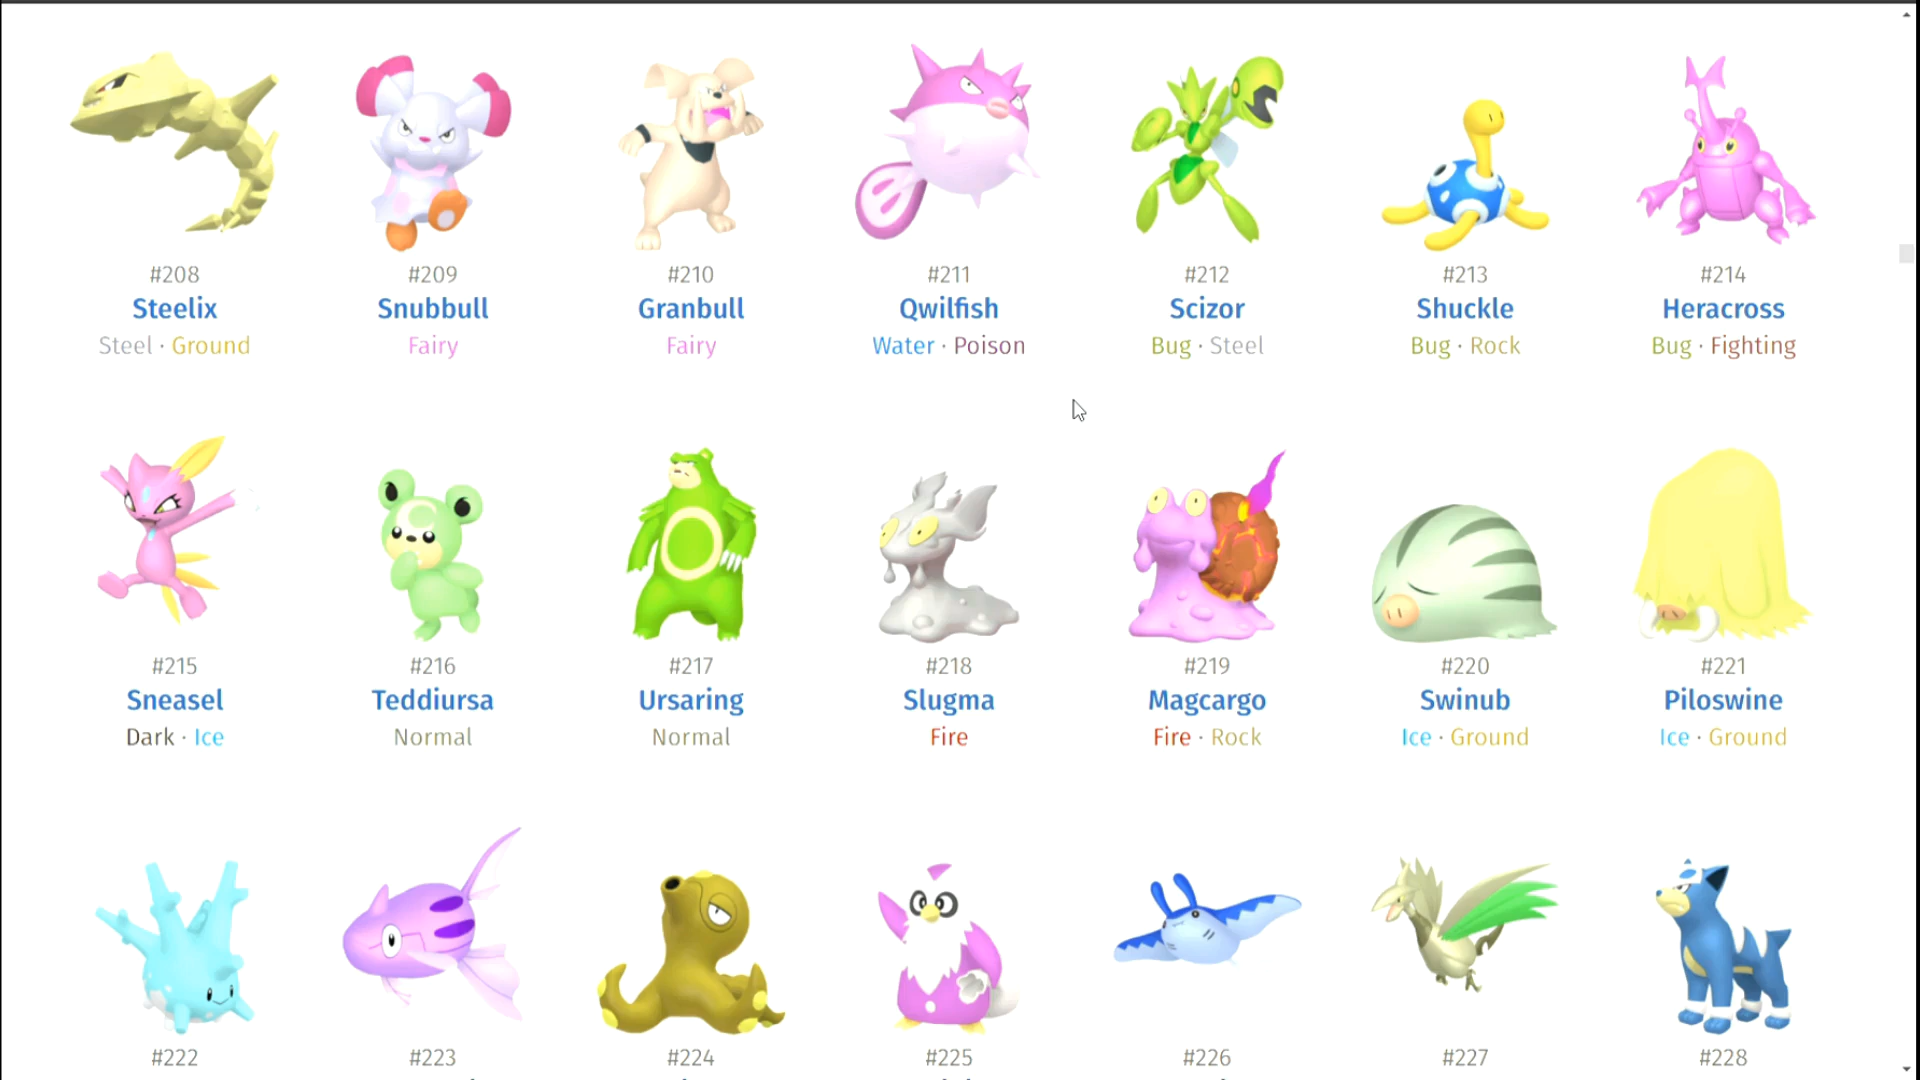 #208 #209 #210 #211 #212 #213 #214
Steelix Snubbull Granbull Qwilfish Scizor Shuckle Heracross
Steel · Ground Fairy Fairy Water · Poison Bug · Steel Bug · Rock Bug · Fighting
#215 #216 #217 #218 #219 #220 #221
Sneasel Teddiursa Ursaring Slugma Magcargo Swinub Piloswine
Dark · Ice Normal Normal Fire Fire · Rock Ice · Ground Ice · Ground
#222 #223 #224 #225 #226 #227 #228